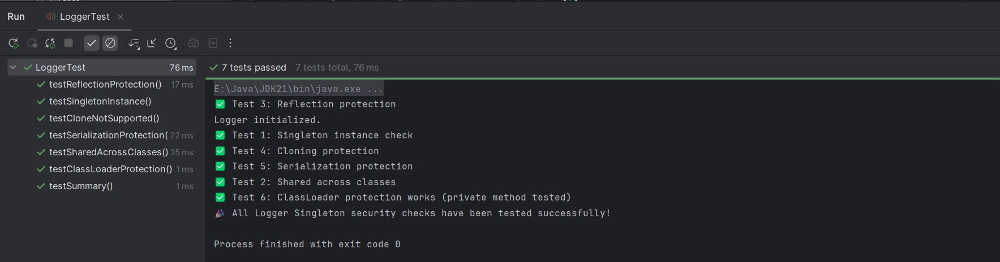 Run
LoggerTest
LoggerTest 76 ms
testReflectionProtection() 17 ms
testSingletonInstance()
testCloneNotSupported()
testSerializationProtection( 22 ms
testSharedAcrossClasses() 35 ms
testClassLoaderProtection() 1 ms
testSummary() 1 ms
7 tests passed 7 tests total, 76 ms
E:\Java\JDK21\bin\java.exe ...
✅ Test 3: Reflection protection
Logger initialized.
✅ Test 1: Singleton instance check
✅ Test 4: Cloning protection
✅ Test 5: Serialization protection
✅ Test 2: Shared across classes
✅ Test 6: ClassLoader protection works (private method tested)
🎉 All Logger Singleton security checks have been tested successfully!
Process finished with exit code 0